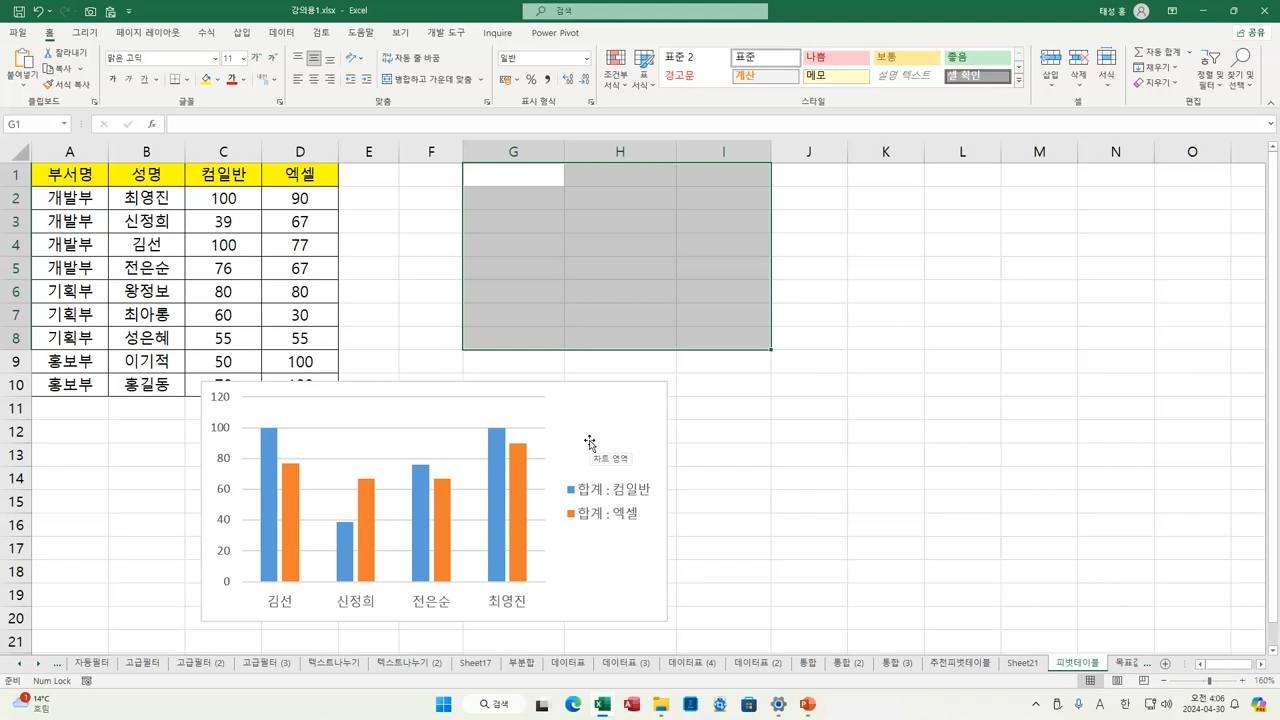 강의용1.xlsx - Excel
검색
태성 홍
파일 홈 그리기 페이지 레이아웃 수식 삽입 데이터 검토 도움말 보기 개발 도구 Inquire Power Pivot 공유
붙여넣기 잘라내기 복사 서식 복사 클립보드
맑은 고딕 11 가 가 가 글꼴
자동 줄 바꿈 병합하고 가운데 맞춤 맞춤
일반 표시 형식
조건부 서식 표 서식 표준 2 표준 나쁨 보통 좋음
경고문 계산 메모 설명 텍스트 셀 확인 스타일
삽입 삭제 서식 셀
자동 합계 채우기 지우기 정렬 및 필터 찾기 및 선택 편집
G1
A B C D E F G H I J K L M N O
1 부서명 성명 컴일반 엑셀
2 개발부 최영진 100 90
3 개발부 신정희 39 67
4 개발부 김선 100 77
5 개발부 전은순 76 67
6 기획부 왕정보 80 80
7 기획부 최아롱 60 30
8 기획부 성은혜 55 55
9 홍보부 이기적 50 100
10 홍보부 홍길동
11
12
13
14
15
16
17
18
19
20
21
120
100
80
60
40
20
0
김선 신정희 전은순 최영진
차트 영역
합계 : 컴일반
합계 : 엑셀
... 자동필터 고급필터 고급필터 (2) 고급필터 (3) 텍스트나누기 텍스트나누기 (2) Sheet17 부분합 데이터표 데이터표 (3) 데이터표 (4) 데이터표 (2) 통합 통합 (2) 통합 (3) 추천피벗테이블 Sheet21 피벗테이블 ...
준비 Num Lock 160%
14°C
흐림
검색
A 한
오전 4:06
2024-04-30